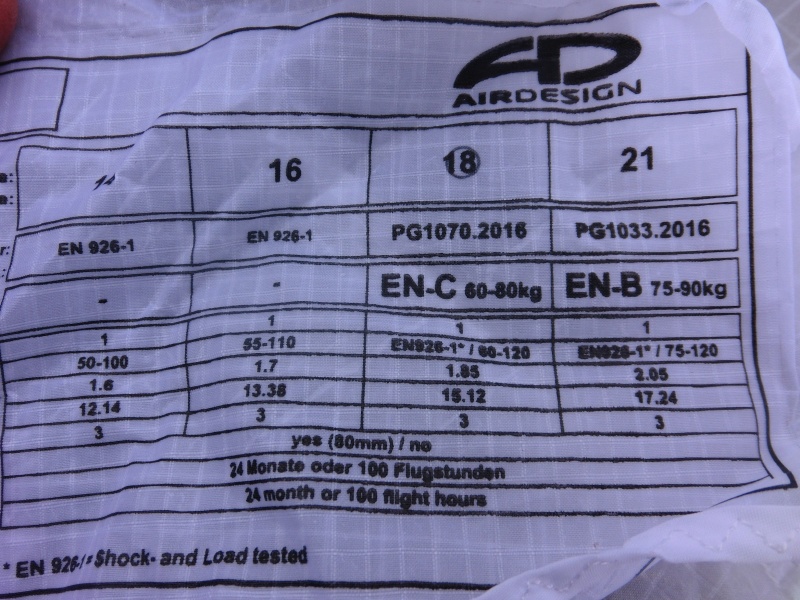 AD
AIRDESIGN
14 16 18 21
EN 926-1 EN 926-1 PG1070.2016 PG1033.2016
- - EN-C 60-80kg EN-B 75-90kg
1 1 1 1
50-100 55-110 EN926-1* / 60-120 EN926-1* / 75-120
1.6 1.7 1.85 2.05
12.14 13.38 15.12 17.24
3 3 3 3
yes (80mm) / no
24 Monate oder 100 Flugstunden
24 month or 100 flight hours
* EN 926-/* Shock- and Load tested